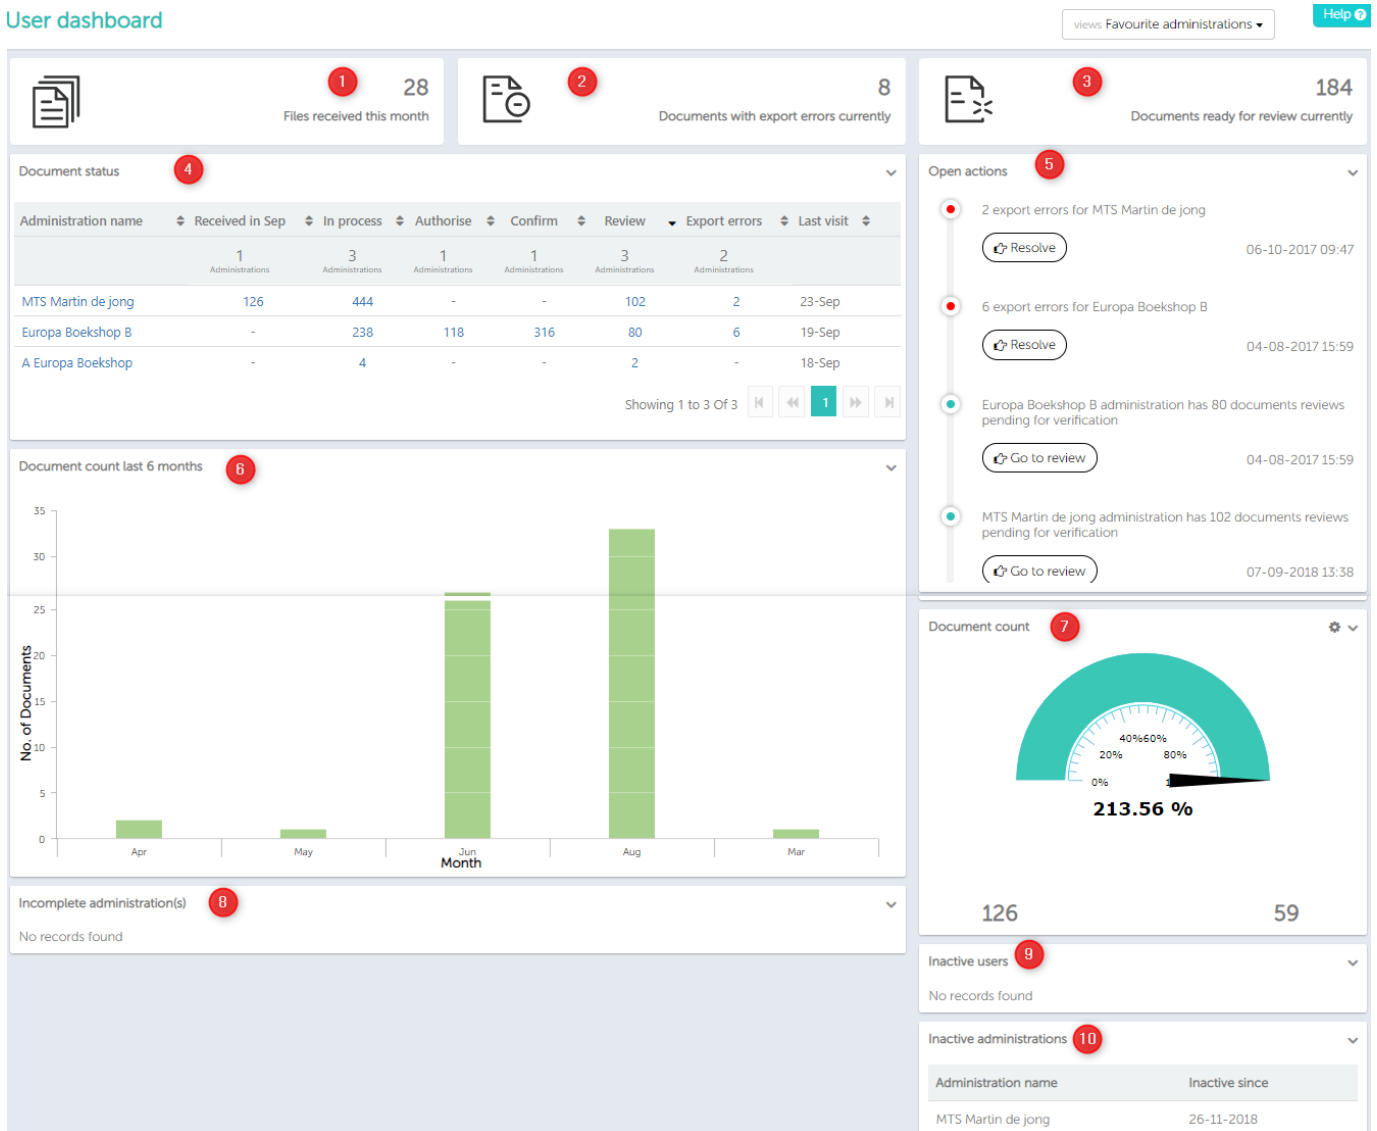 User dashboard
views Favourite administrations
Help ?
1
28
Files received this month
2
8
Documents with export errors currently
3
184
Documents ready for review currently
Document status 4
Administration name Received in Sep In process Authorise Confirm Review Export errors Last visit
1 3 1 1 3 2
Administrations Administrations Administrations Administrations Administrations Administrations
MTS Martin de jong 126 444 - - 102 2 23-Sep
Europa Boekshop B - 238 118 316 80 6 19-Sep
A Europa Boekshop - 4 - - 2 - 18-Sep
Showing 1 to 3 Of 3 1
Open actions 5
2 export errors for MTS Martin de jong
Resolve 06-10-2017 09:47
6 export errors for Europa Boekshop B
Resolve 04-08-2017 15:59
Europa Boekshop B administration has 80 documents reviews
pending for verification
Go to review 04-08-2017 15:59
MTS Martin de jong administration has 102 documents reviews
pending for verification
Go to review 07-09-2018 13:38
Document count last 6 months 6
35
30
25
20
15
10
5
0
No. of Documents
Apr May Jun Aug Mar
Month
Document count 7
40% 60%
20% 80%
0% 1
213.56 %
126 59
Incomplete administration(s) 8
No records found
Inactive users 9
No records found
Inactive administrations 10
Administration name Inactive since
MTS Martin de jong 26-11-2018